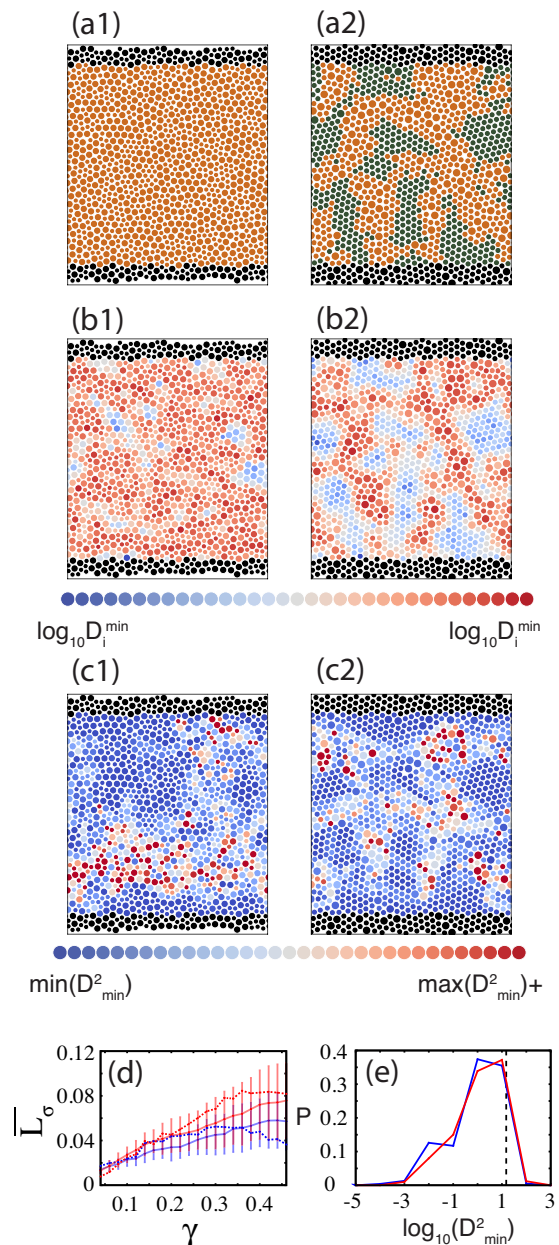 (a1) (a2)
(b1) (b2)
log₁₀Dᵢᵐⁱⁿ log₁₀Dᵢᵐⁱⁿ
(c1) (c2)
min(D²ₘᵢₙ) max(D²ₘᵢₙ)+
0.12 (d) 0.4 (e)
0.3
0.08
L̅_σ P 0.2
0.04
0.1
0 0
0.1 0.2 0.3 0.4 -5 -3 -1 1 3
γ log₁₀(D²ₘᵢₙ)